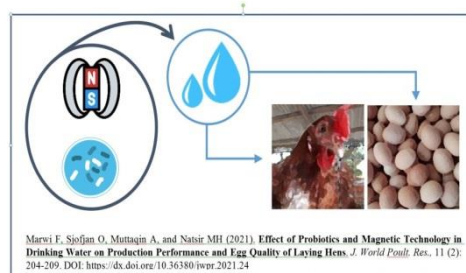 N
S
Marwi F, Sjofjan O, Muttaqin A, and Natsir MH (2021). Effect of Probiotics and Magnetic Technology in
Drinking Water on Production Performance and Egg Quality of Laying Hens. J. World Poult. Res., 11 (2):
204-209. DOI: https://dx.doi.org/10.36380/jwpr.2021.24